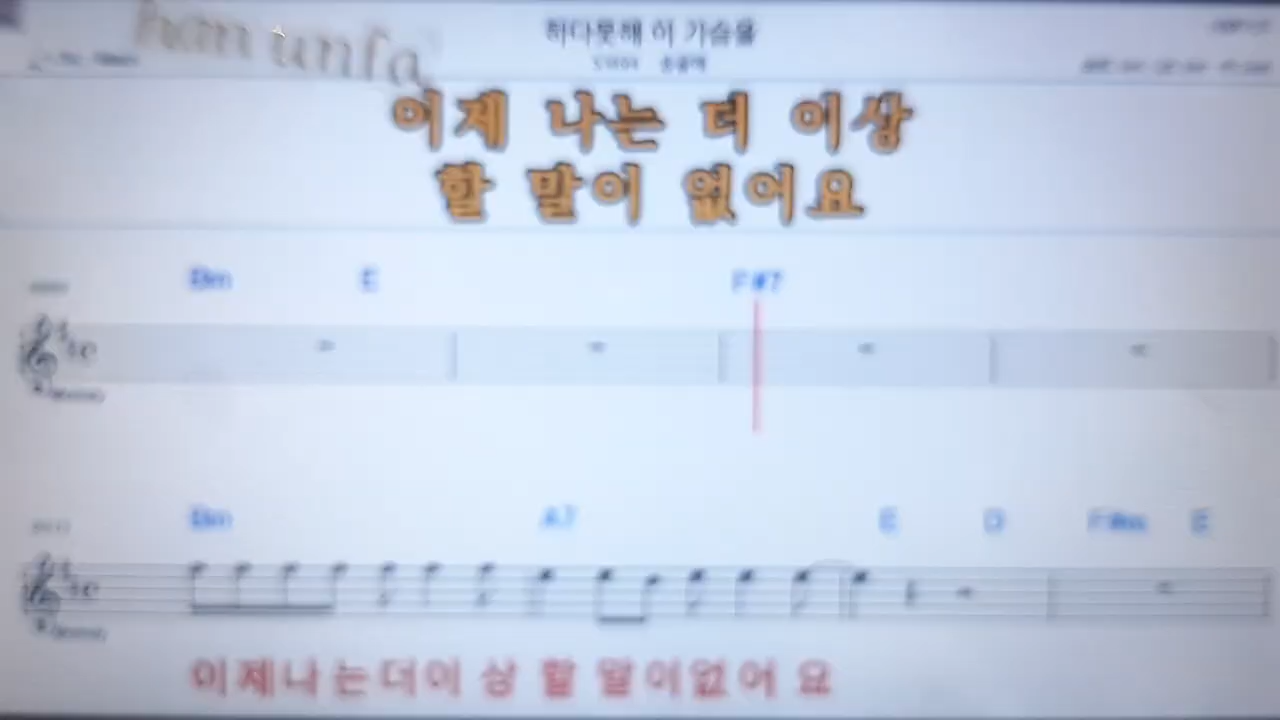 하다못해 이 가슴을
ham unfa
이제 나는 더 이상
할 말이 없어요
Bm E F#7
Bm A7 E D F#m E
이제나는더이 상 할 말이없어 요